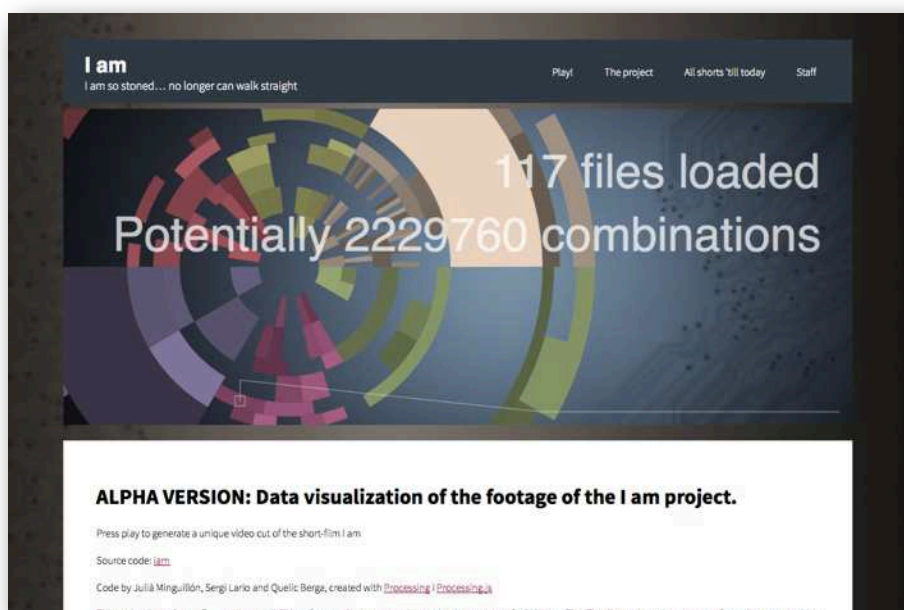 I am
I am so stoned... no longer can walk straight
Play!
The project
All shorts 'till today
Staff
117 files loaded
Potentially 2229760 combinations
ALPHA VERSION: Data visualization of the footage of the I am project.
Press play to generate a unique video cut of the short-film I am
Source code: iam
Code by Julià Minguillón, Sergi Lario and Quelic Berga, created with Processing i Processing.js